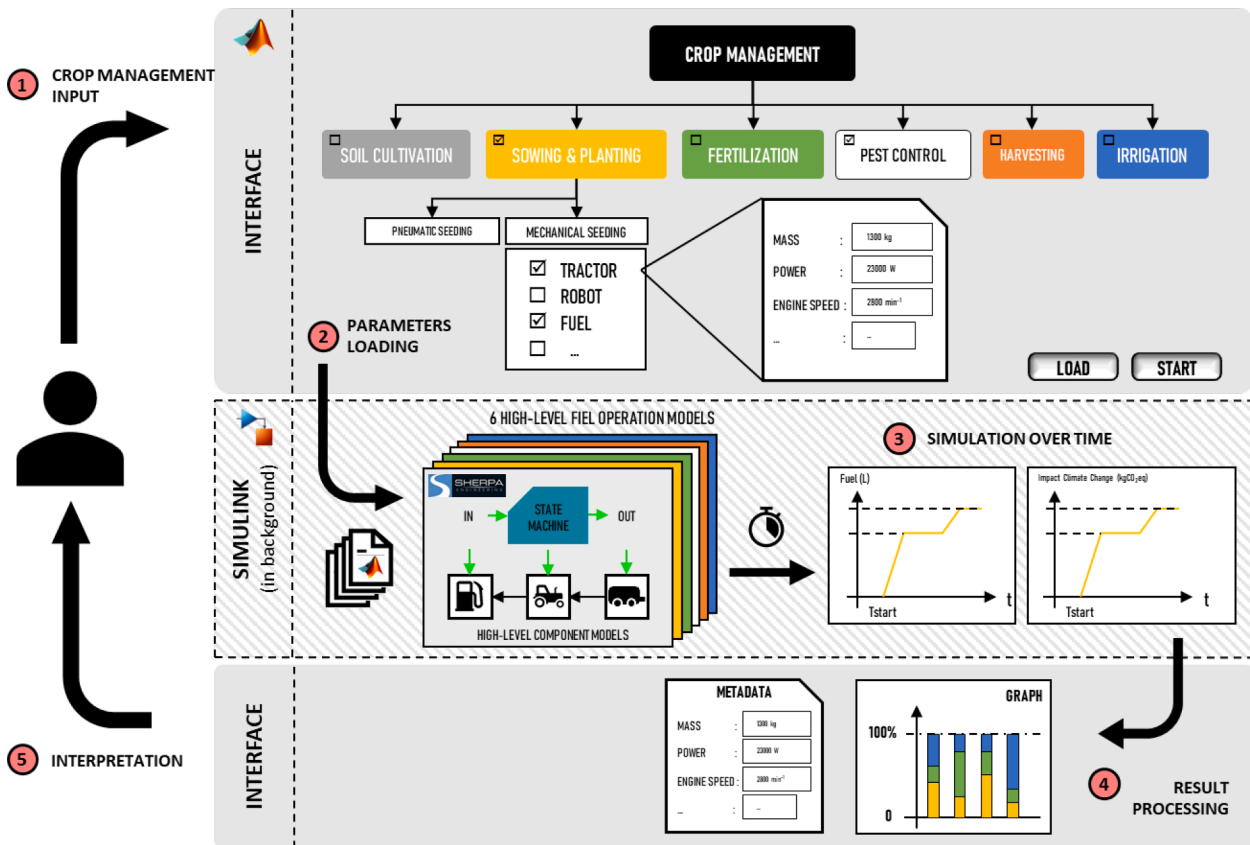 1
CROP MANAGEMENT
INPUT
INTERFACE
CROP MANAGEMENT
SOIL CULTIVATION
SOWING & PLANTING
FERTILIZATION
PEST CONTROL
HARVESTING
IRRIGATION
PNEUMATIC SEEDING
MECHANICAL SEEDING
TRACTOR
ROBOT
FUEL
...
MASS : 1300 kg
POWER : 23000 W
ENGINE SPEED : 2800 min⁻¹
... : ...
2
PARAMETERS
LOADING
LOAD
START
SIMULINK
(in background)
6 HIGH-LEVEL FIEL OPERATION MODELS
SHERPA
ENGINEERING
IN
STATE
MACHINE
OUT
HIGH-LEVEL COMPONENT MODELS
3
SIMULATION OVER TIME
Fuel (L)
Tstart
t
Impact Climate Change (kgCO₂eq)
Tstart
t
INTERFACE
METADATA
MASS : 1300 kg
POWER : 23000 W
ENGINE SPEED : 2800 min⁻¹
... : ...
GRAPH
100%
0
4
RESULT
PROCESSING
5
INTERPRETATION